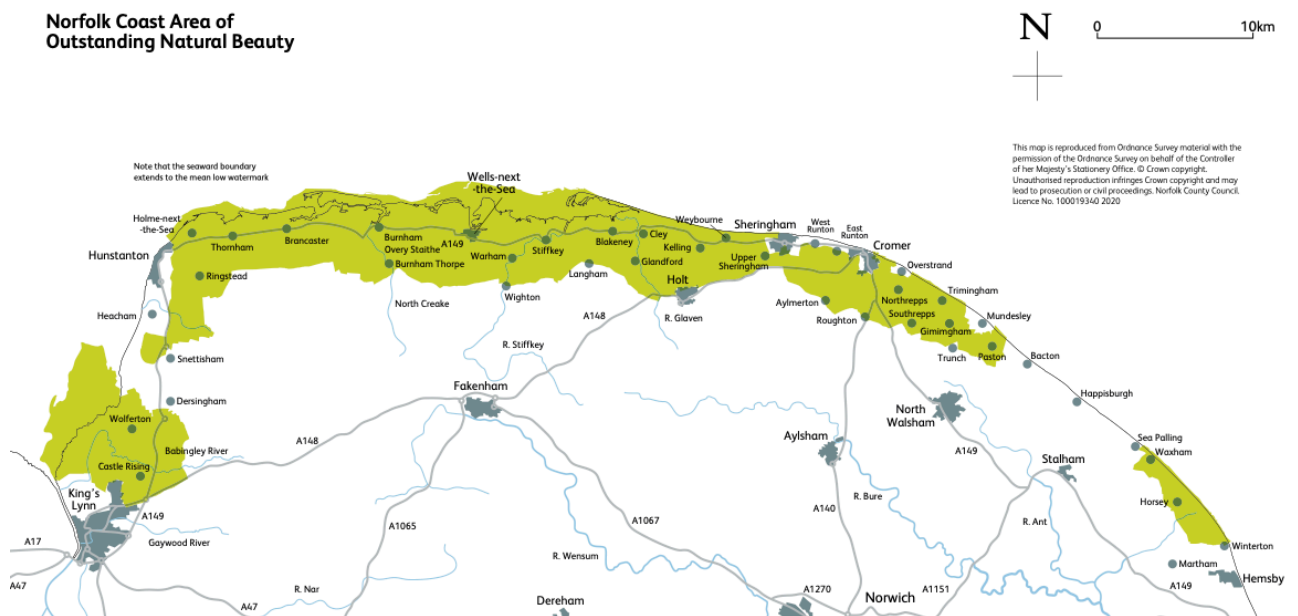 Norfolk Coast Area of
Outstanding Natural Beauty
N
0 10km
Note that the seaward boundary
extends to the mean low watermark
This map is reproduced from Ordnance Survey material with the
permission of the Ordnance Survey on behalf of the Controller
of her Majesty's Stationery Office. © Crown copyright.
Unauthorised reproduction infringes Crown copyright and may
lead to prosecution or civil proceedings. Norfolk County Council.
Licence No. 100019340 2020
Wells-next
-the-Sea
Holme-next
-the-Sea
Hunstanton
Thornham
Brancaster
Burnham
Overy Staithe
A149
Burnham Thorpe
Warham
Stiffkey
Blakeney
Cley
Weybourne
Kelling
Glandford
Sheringham
West
Runton
East
Runton
Cromer
Upper
Sheringham
Overstrand
Ringstead
Langham
Holt
Wighton
North Creake
Heacham
A148
R. Glaven
Aylmerton
Roughton
Northrepps
Southrepps
Trimingham
Gimimgham
Mundesley
Trunch
Paston
Bacton
Snettisham
R. Stiffkey
Dersingham
Fakenham
Happisburgh
Wolferton
Babingley River
A148
North
Walsham
Aylsham
Sea Palling
Waxham
Castle Rising
A149
Stalham
King's
Lynn
R. Bure
Horsey
A149
A1065
A1067
A140
R. Ant
A17
Gaywood River
R. Wensum
Winterton
Martham
Hemsby
A47
R. Nar
A47
Dereham
A1270
Norwich
A1151
A149